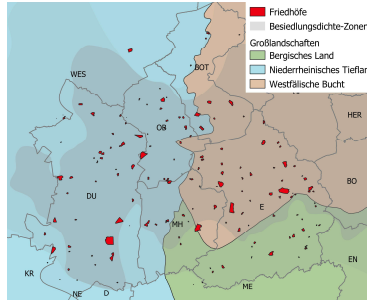 Friedhöfe
Besiedlungsdichte-Zonen
Großlandschaften
Bergisches Land
Niederrheinisches Tiefland
Westfälische Bucht
WES
BOT
HER
OB
BO
DU
E
MH
EN
KR
ME
NE
D